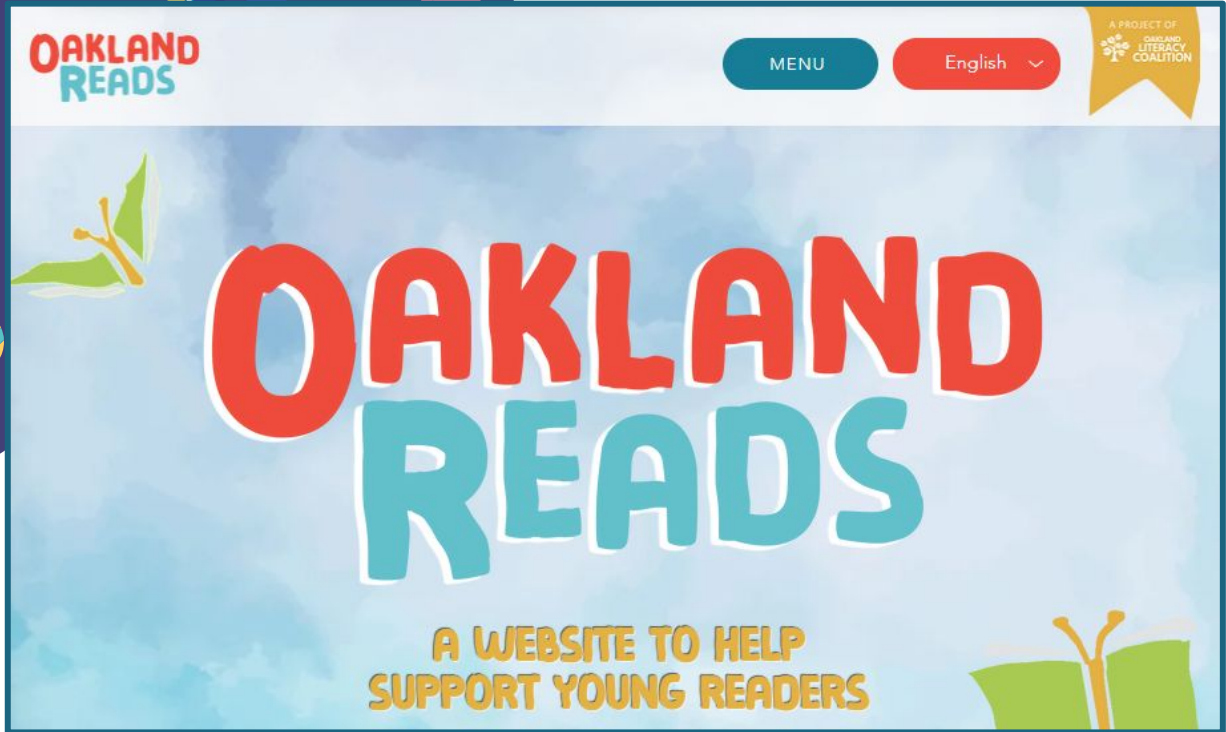 OAKLAND
READS
MENU
English
A PROJECT OF
OAKLAND
LITERACY
COALITION
OAKLAND
READS
A WEBSITE TO HELP
SUPPORT YOUNG READERS